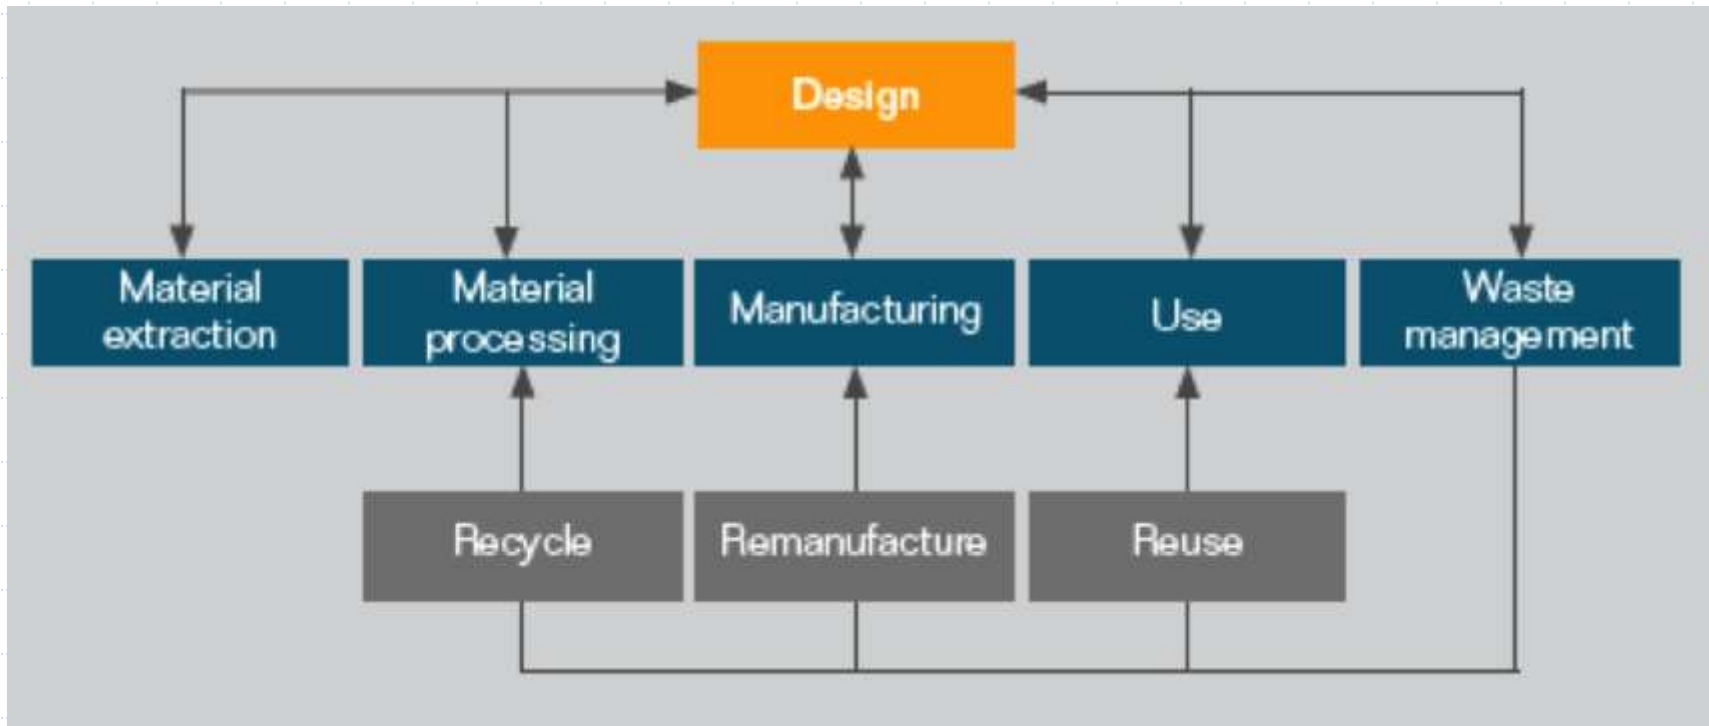 Design
Material
extraction
Material
processing
Manufacturing
Use
Waste
management
Recycle
Remanufacture
Reuse